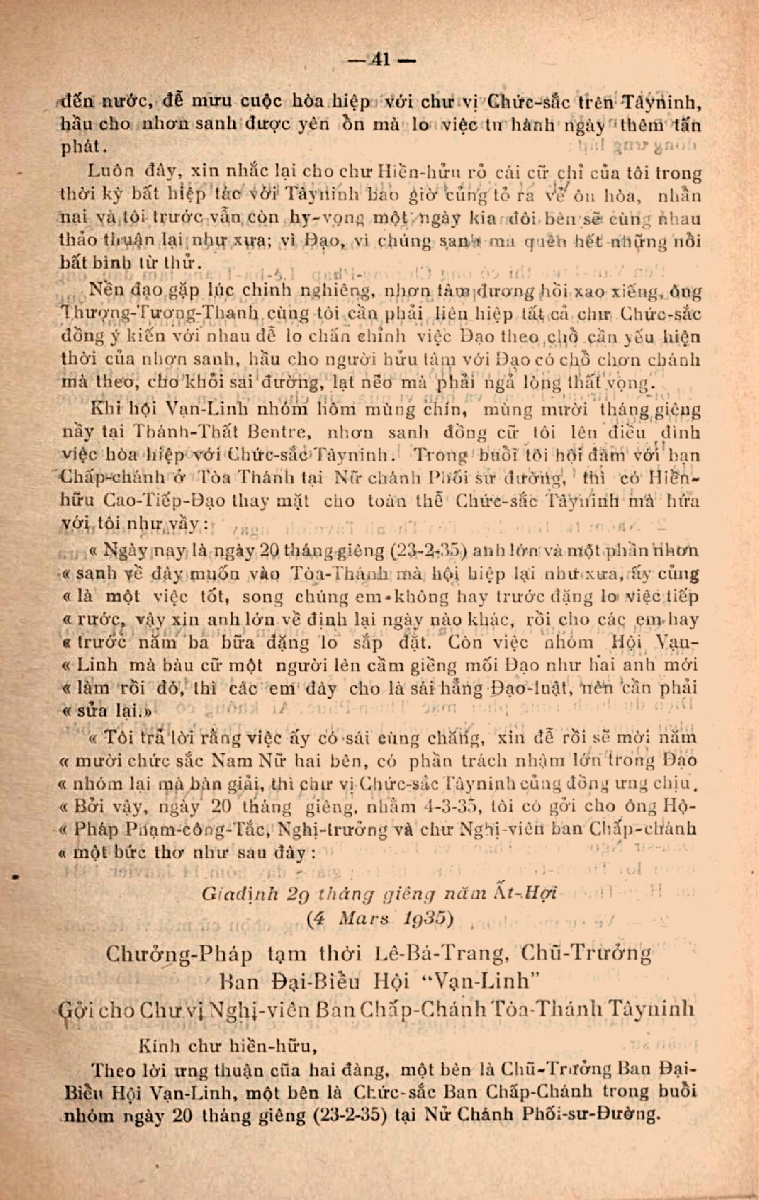 — 41 —
đến nước, để mưu cuộc hòa hiệp với chư vị Chức-sắc trên Tâyninh,
hầu cho nhơn sanh được yên ổn mà lo việc tu hành ngày thêm tấn
phát.
Luôn đây, xin nhắc lại cho chư Hiền-hữu rỏ cái cữ chỉ của tôi trong
thời kỳ bất hiệp tác với Tâyninh bao giờ củng tỏ ra vẽ ôn hòa, nhẫn
nại và tôi trước vẫn còn hy-vọng một ngày kia đôi bên sẽ cùng nhau
thảo thuận lại như xưa; vì Đạo, vì chúng sanh mà quên hết những nỗi
bất bình từ thử.
Nền đạo gặp lúc chinh nghiêng, nhơn tâm đương hồi xao xiếng, ông
Thượng-Tương-Thanh cùng tôi cần phải liên hiệp tất cả chư Chức-sắc
đồng ý kiến với nhau để lo chấn chỉnh việc Đạo theo chổ cần yếu hiện
thời của nhơn sanh, hầu cho người hửu tâm với Đạo có chổ chơn chánh
mà theo, cho khỏi sai đường, lạt nẽo mà phải ngả lòng thất vọng.
Khi hội Vạn-Linh nhóm hôm mùng chín, mùng mười tháng giêng
nầy tại Thánh-Thất Bentre, nhơn sanh đồng cữ tôi lên điều đình
việc hòa hiệp với Chức-sắc Tâyninh. Trong buổi tôi hội đàm với ban
Chấp-chánh ở Tòa Thánh tại Nữ chánh Phối sư đường, thì có Hiền-
hữu Cao-Tiếp-Đạo thay mặt cho toàn thể Chức-sắc Tâyninh mà hứa
với tôi như vầy :
« Ngày nay là ngày 20 tháng giêng (23-2-35) anh lớn và một phần nhơn
« sanh về đây muốn vào Tòa-Thánh mà hội hiệp lại như xưa, ấy củng
« là một việc tốt, song chúng em không hay trước đặng lo việc tiếp
« rước, vậy xin anh lớn về định lại ngày nào khác, rồi cho các em hay
« trước năm ba bữa đặng lo sắp đặt. Còn việc nhóm Hội Vạn-
« Linh mà bàu cử một người lên cầm giềng mối Đạo như hai anh mới
« làm rồi đó, thì các em đây cho là sái hẳng Đạo-luật, nên cần phải
« sửa lại.»
« Tôi trả lời rằng việc ấy có sái cùng chăng, xin để rồi sẽ mời năm
« mười chức sắc Nam Nữ hai bên, có phần trách nhậm lớn trong Đạo
« nhóm lại mà bàn giải, thì chư vị Chức-sắc Tâyninh củng đồng ưng chịu.
« Bởi vậy, ngày 20 tháng giêng, nhằm 4-3-35, tôi có gởi cho ông Hộ-
« Pháp Phạm-công-Tắc, Nghị-trưởng và chư Nghị-viên ban Chấp-chánh
« một bức thơ như sau đây :
Giadịnh 29 tháng giêng năm Ất-Hợi
(4 Mars 1935)
Chưởng-Pháp tạm thời Lê-Bá-Trang, Chũ-Trưởng
Ban Đại-Biểu Hội "Vạn-Linh"
Gởi cho Chư vị Nghị-viên Ban Chấp-Chánh Tòa-Thánh Tâyninh
Kính chư hiền-hữu,
Theo lời ưng thuận của hai đàng, một bên là Chũ-Trưởng Ban Đại-
Biểu Hội Vạn-Linh, một bên là Chức-sắc Ban Chấp-Chánh trong buổi
nhóm ngày 20 tháng giêng (23-2-35) tại Nử Chánh Phối-sư-Đường.